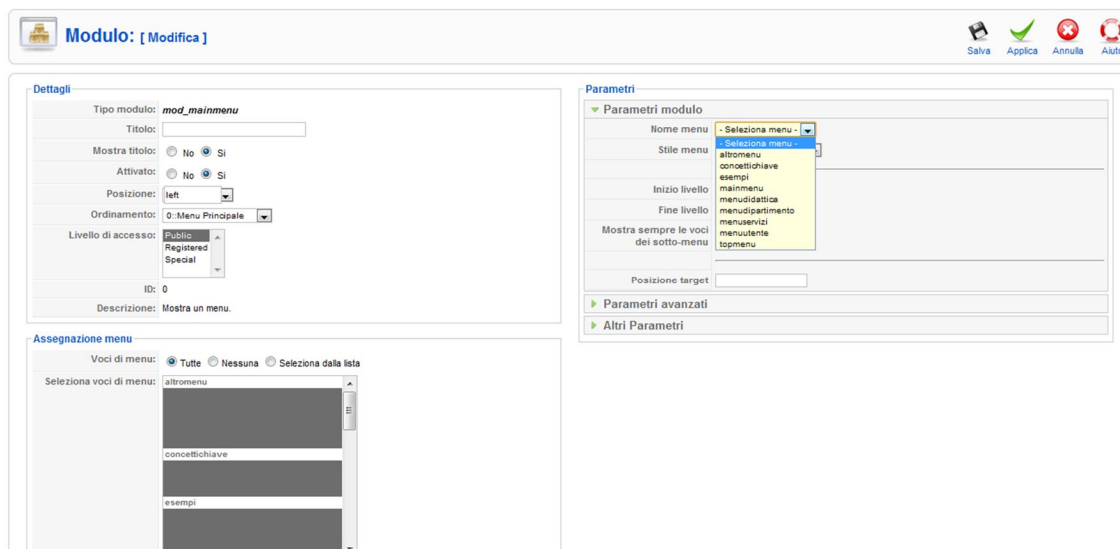 Modulo: [ Modifica ]
Salva Applica Annulla Aiuto
Dettagli
Tipo modulo: mod_mainmenu
Titolo:
Mostra titolo: No Si
Attivato: No Si
Posizione: left
Ordinamento: 0::Menu Principale
Livello di accesso: Public
Registered
Special
ID: 0
Descrizione: Mostra un menu.
Assegnazione menu
Voci di menu: Tutte Nessuna Seleziona dalla lista
Seleziona voci di menu: altromenu
concettichiave
esempi
Parametri
Parametri modulo
Nome menu - Seleziona menu -
- Seleziona menu -
Stile menu
altromenu
concettichiave
esempi
mainmenu
menudidattica
menudipartimento
menuservizi
menuutente
topmenu
Inizio livello
Fine livello
Mostra sempre le voci
dei sotto-menu
Posizione target
Parametri avanzati
Altri Parametri